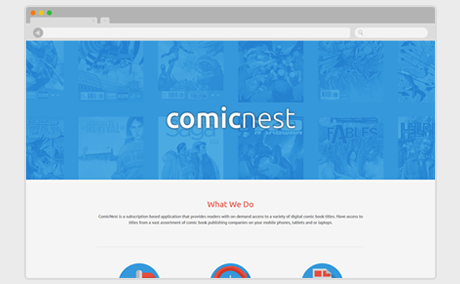 comicnest
SAGA
FABLES
What We Do
ComicNest is a subscription based application that provides readers with on demand access to a variety of digital comic book titles. Have access to
titles from a vast assortment of comic book publishing companies on your mobile phones, tablets and or laptops.